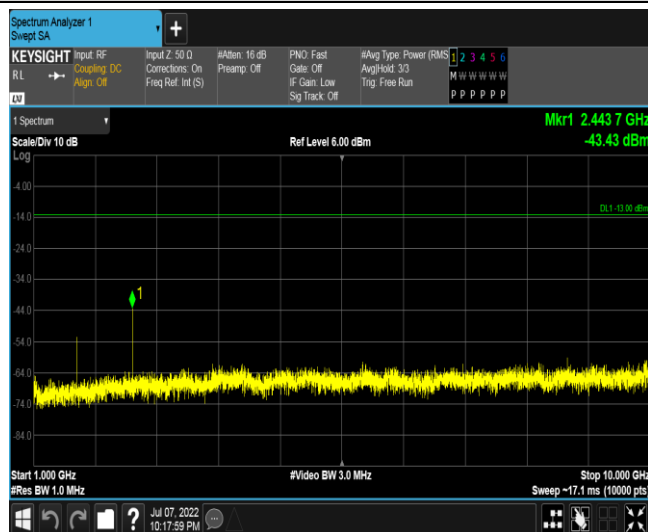 Spectrum Analyzer 1
Swept SA
+
KEYSIGHT
RL
LXI
Input: RF
Coupling: DC
Align: Off
Input Z: 50 Ω
Corrections: On
Freq Ref: Int (S)
#Atten: 16 dB
Preamp: Off
PNO: Fast
Gate: Off
IF Gain: Low
Sig Track: Off
#Avg Type: Power (RMS
Avg|Hold: 3/3
Trig: Free Run
1 2 3 4 5 6
M W W W W W
P P P P P P
1 Spectrum
Scale/Div 10 dB
Log
Ref Level 6.00 dBm
Mkr1 2.443 7 GHz
-43.43 dBm
-4.00
DL1 -13.00 dBm
-14.0
-24.0
-34.0
1
-44.0
-54.0
-64.0
-74.0
-84.0
Start 1.000 GHz
#Res BW 1.0 MHz
#Video BW 3.0 MHz
Stop 10.000 GHz
Sweep ~17.1 ms (10000 pts)
?
Jul 07, 2022
10:17:59 PM